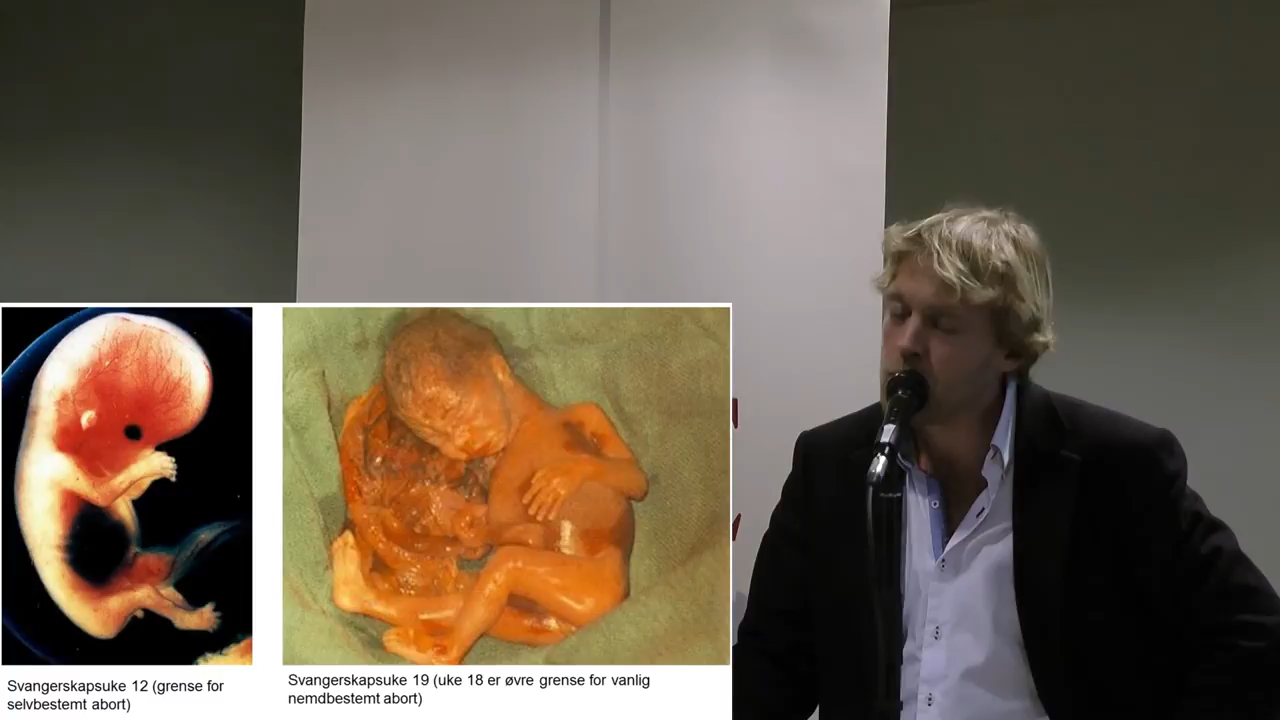 Svangerskapsuke 12 (grense for
selvbestemt abort)
Svangerskapsuke 19 (uke 18 er øvre grense for vanlig
nemdbestemt abort)